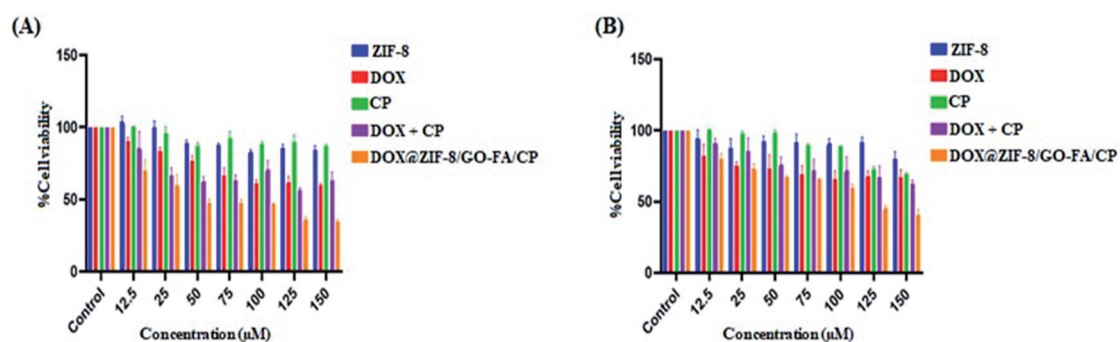 (A)
150
100
50
0
%Cell viability
Control
12.5
25
50
75
100
125
150
Concentration (μM)
ZIF-8
DOX
CP
DOX + CP
DOX@ZIF-8/GO-FA/CP
(B)
150
100
50
0
%Cell viability
Control
12.5
25
50
75
100
125
150
Concentration (μM)
ZIF-8
DOX
CP
DOX + CP
DOX@ZIF-8/GO-FA/CP